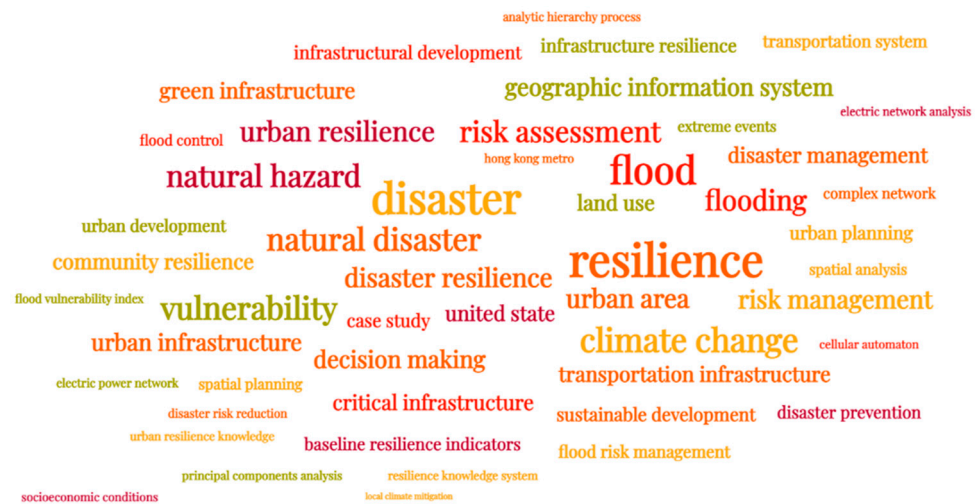 analytic hierarchy process
infrastructural development
infrastructure resilience
transportation system
green infrastructure
geographic information system
electric network analysis
flood control
urban resilience
risk assessment
extreme events
natural hazard
hong kong metro
flood
disaster management
disaster
land use
flooding
complex network
urban development
natural disaster
urban planning
community resilience
disaster resilience
resilience
spatial analysis
flood vulnerability index
vulnerability
case study
united state
urban area
risk management
urban infrastructure
decision making
climate change
cellular automaton
electric power network
spatial planning
transportation infrastructure
disaster risk reduction
critical infrastructure
sustainable development
disaster prevention
urban resilience knowledge
baseline resilience indicators
flood risk management
principal components analysis
resilience knowledge system
socioeconomic conditions
local climate mitigation